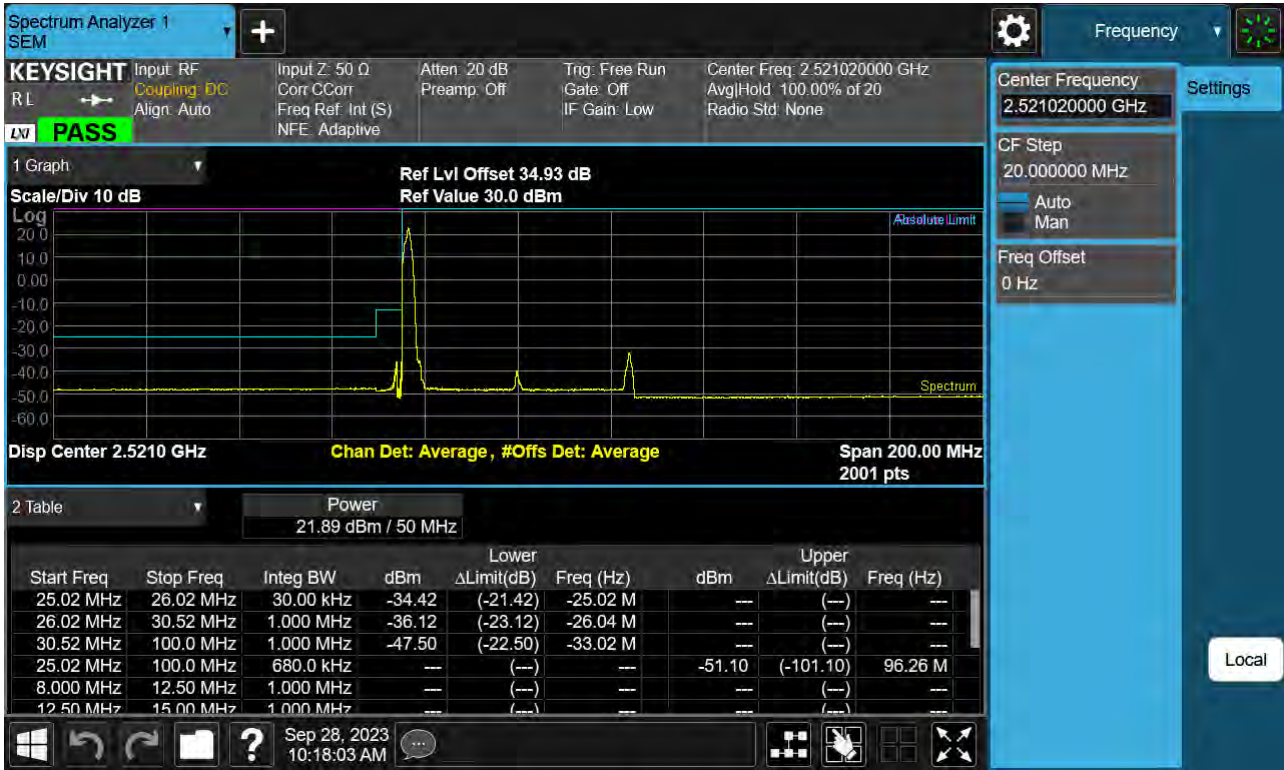 Spectrum Analyzer 1
SEM
Frequency
KEYSIGHT
RL
LXI
PASS
Input: RF
Coupling: DC
Align: Auto
Input Z: 50 Ω
Corr CCorr
Freq Ref: Int (S)
NFE: Adaptive
Atten: 20 dB
Preamp: Off
Trig: Free Run
Gate: Off
IF Gain: Low
Center Freq: 2.521020000 GHz
Avg|Hold: 100.00% of 20
Radio Std: None
Center Frequency
2.521020000 GHz
Settings
CF Step
20.000000 MHz
Auto
Man
Freq Offset
0 Hz
Local
1 Graph
Scale/Div 10 dB
Ref Lvl Offset 34.93 dB
Ref Value 30.0 dBm
Log
20.0
10.0
0.00
-10.0
-20.0
-30.0
-40.0
-50.0
-60.0
Limit
Spectrum
Disp Center 2.5210 GHz
Chan Det: Average , #Offs Det: Average
Span 200.00 MHz
2001 pts
2 Table
Power
21.89 dBm / 50 MHz
Lower Upper
Start Freq Stop Freq Integ BW dBm ΔLimit(dB) Freq (Hz) dBm ΔLimit(dB) Freq (Hz)
25.02 MHz 26.02 MHz 30.00 kHz -34.42 (-21.42) -25.02 M --- (---) ---
26.02 MHz 30.52 MHz 1.000 MHz -36.12 (-23.12) -26.04 M --- (---) ---
30.52 MHz 100.0 MHz 1.000 MHz -47.50 (-22.50) -33.02 M --- (---) ---
25.02 MHz 100.0 MHz 680.0 kHz --- (---) --- -51.10 (-101.10) 96.26 M
8.000 MHz 12.50 MHz 1.000 MHz --- (---) --- --- (---) ---
12.50 MHz 15.00 MHz 1.000 MHz --- (---) --- --- (---) ---
Sep 28, 2023
10:18:03 AM